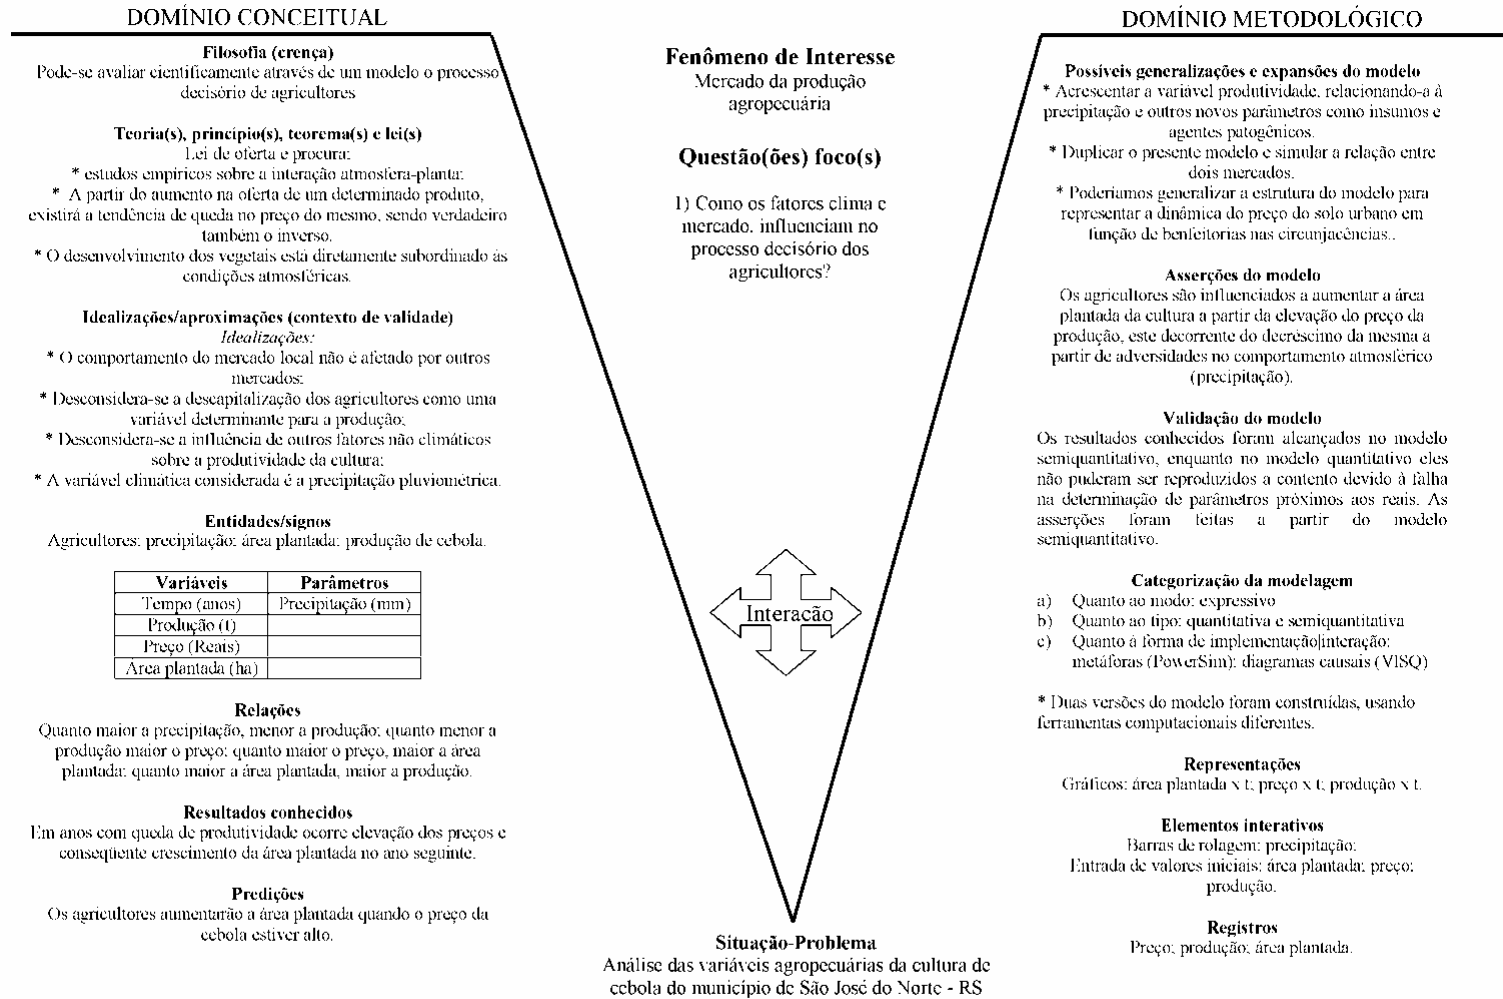 DOMÍNIO CONCEITUAL
Filosofia (crença)
Pode-se avaliar cientificamente através de um modelo o processo
decisório de agricultores
Teoria(s), princípio(s), teorema(s) e lei(s)
Lei de oferta e procura;
* estudos empíricos sobre a interação atmosfera-planta;
* A partir do aumento na oferta de um determinado produto,
existirá a tendência de queda no preço do mesmo, sendo verdadeiro
também o inverso.
* O desenvolvimento dos vegetais está diretamente subordinado às
condições atmosféricas.
Idealizações/aproximações (contexto de validade)
Idealizações:
* O comportamento do mercado local não é afetado por outros
mercados;
* Desconsidera-se a descapitalização dos agricultores como uma
variável determinante para a produção;
* Desconsidera-se a influência de outros fatores não climáticos
sobre a produtividade da cultura;
* A variável climática considerada é a precipitação pluviométrica.
Entidades/signos
Agricultores; precipitação; área plantada; produção de cebola.
Variáveis Parâmetros
Tempo (anos) Precipitação (mm)
Produção (t)
Preço (Reais)
Área plantada (ha)
Relações
Quanto maior a precipitação, menor a produção; quanto menor a
produção maior o preço; quanto maior o preço, maior a área
plantada; quanto maior a área plantada, maior a produção.
Resultados conhecidos
Em anos com queda de produtividade ocorre elevação dos preços e
conseqüente crescimento da área plantada no ano seguinte.
Predições
Os agricultores aumentarão a área plantada quando o preço da
cebola estiver alto.
Fenômeno de Interesse
Mercado da produção
agropecuária
Questão(ões) foco(s)
1) Como os fatores clima e
mercado, influenciam no
processo decisório dos
agricultores?
Interação
Situação-Problema
Análise das variáveis agropecuárias da cultura de
cebola do município de São José do Norte - RS
DOMÍNIO METODOLÓGICO
Possíveis generalizações e expansões do modelo
* Acrescentar a variável produtividade, relacionando-a à
precipitação e outros novos parâmetros como insumos e
agentes patogênicos.
* Duplicar o presente modelo e simular a relação entre
dois mercados.
* Poderíamos generalizar a estrutura do modelo para
representar a dinâmica do preço do solo urbano em
função de benfeitorias nas circunjacências..
Asserções do modelo
Os agricultores são influenciados a aumentar a área
plantada da cultura a partir da elevação do preço da
produção, este decorrente do decréscimo da mesma a
partir de adversidades no comportamento atmosférico
(precipitação).
Validação do modelo
Os resultados conhecidos foram alcançados no modelo
semiquantitativo, enquanto no modelo quantitativo eles
não puderam ser reproduzidos a contento devido à falha
na determinação de parâmetros próximos aos reais. As
asserções foram feitas a partir do modelo
semiquantitativo.
Categorização da modelagem
a) Quanto ao modo: expressivo
b) Quanto ao tipo: quantitativa e semiquantitativa
c) Quanto à forma de implementação|interação:
metáforas (PowerSim); diagramas causais (VISQ)
* Duas versões do modelo foram construídas, usando
ferramentas computacionais diferentes.
Representações
Gráficos: área plantada x t; preço x t; produção x t.
Elementos interativos
Barras de rolagem: precipitação;
Entrada de valores iniciais: área plantada; preço;
produção.
Registros
Preço; produção; área plantada.